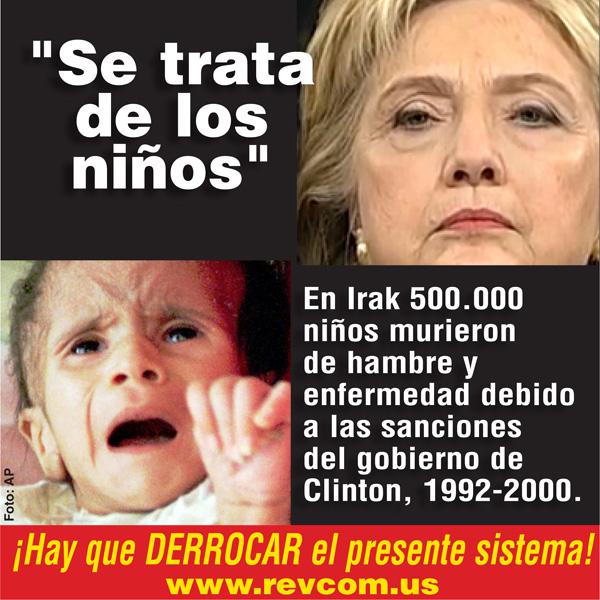 "Se trata
de los
niños"
En Irak 500.000
niños murieron
de hambre y
enfermedad debido
a las sanciones
del gobierno de
Clinton, 1992-2000.
Foto: AP
¡Hay que DERROCAR el presente sistema!
www.revcom.us